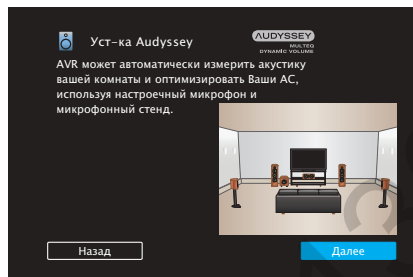 Уст-ка Audyssey
AUDYSSEY
MULTEQ
DYNAMIC VOLUME
AVR может автоматически измерить акустику
вашей комнаты и оптимизировать Ваши АС,
используя настроечный микрофон и
микрофонный стенд.
Назад
Далее